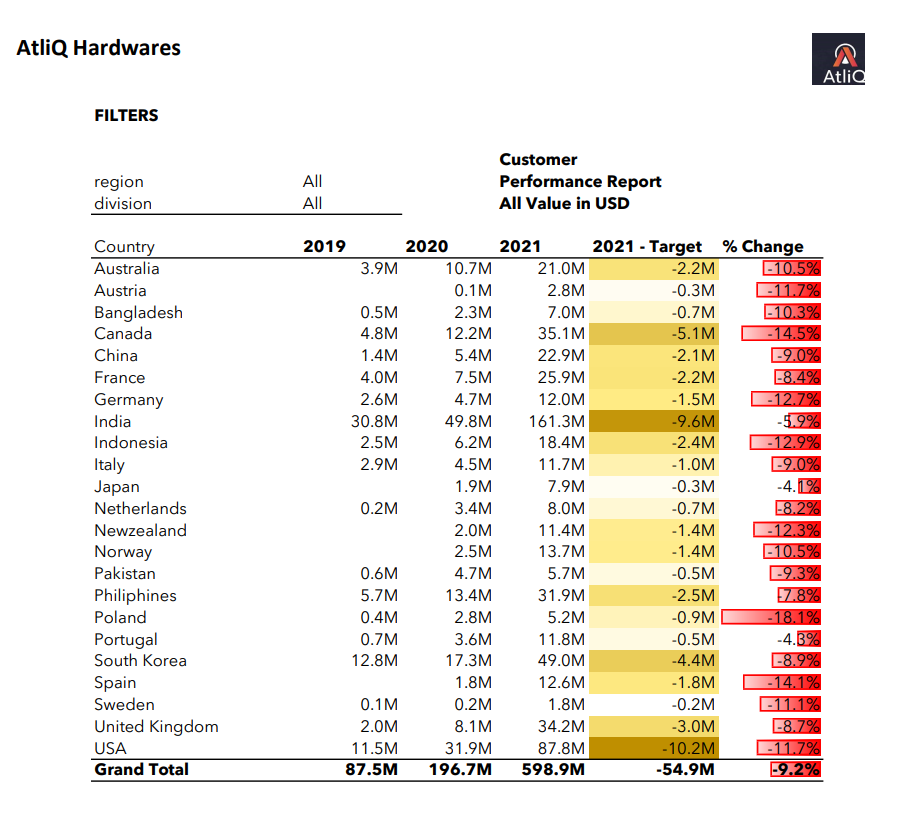 AtliQ Hardwares
AtliQ
FILTERS
Customer
region All Performance Report
division All All Value in USD
Country 2019 2020 2021 2021 - Target % Change
Australia 3.9M 10.7M 21.0M -2.2M -10.5%
Austria 0.1M 2.8M -0.3M -11.7%
Bangladesh 0.5M 2.3M 7.0M -0.7M -10.3%
Canada 4.8M 12.2M 35.1M -5.1M -14.5%
China 1.4M 5.4M 22.9M -2.1M -9.0%
France 4.0M 7.5M 25.9M -2.2M -8.4%
Germany 2.6M 4.7M 12.0M -1.5M -12.7%
India 30.8M 49.8M 161.3M -9.6M -5.9%
Indonesia 2.5M 6.2M 18.4M -2.4M -12.9%
Italy 2.9M 4.5M 11.7M -1.0M -9.0%
Japan 1.9M 7.9M -0.3M -4.1%
Netherlands 0.2M 3.4M 8.0M -0.7M -8.2%
Newzealand 2.0M 11.4M -1.4M -12.3%
Norway 2.5M 13.7M -1.4M -10.5%
Pakistan 0.6M 4.7M 5.7M -0.5M -9.3%
Philiphines 5.7M 13.4M 31.9M -2.5M -7.8%
Poland 0.4M 2.8M 5.2M -0.9M -18.1%
Portugal 0.7M 3.6M 11.8M -0.5M -4.3%
South Korea 12.8M 17.3M 49.0M -4.4M -8.9%
Spain 1.8M 12.6M -1.8M -14.1%
Sweden 0.1M 0.2M 1.8M -0.2M -11.1%
United Kingdom 2.0M 8.1M 34.2M -3.0M -8.7%
USA 11.5M 31.9M 87.8M -10.2M -11.7%
Grand Total 87.5M 196.7M 598.9M -54.9M -9.2%